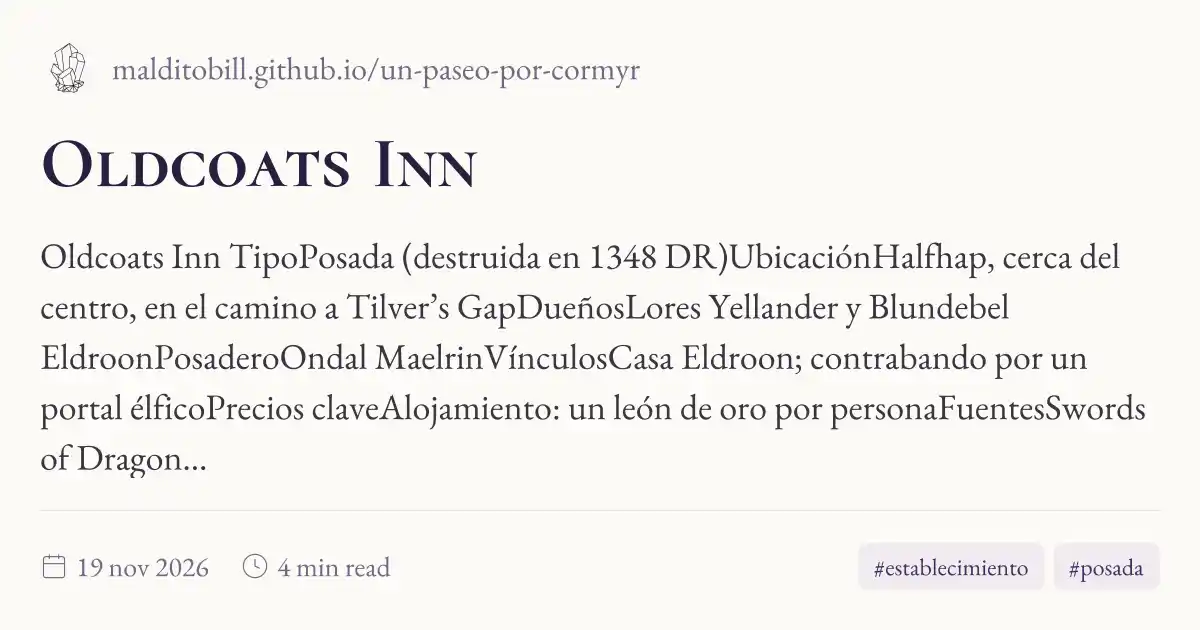 malditobill.github.io/un-paseo-por-cormyr
Oldcoats Inn
Oldcoats Inn TipoPosada (destruida en 1348 DR)UbicaciónHalfhap, cerca del
centro, en el camino a Tilver’s GapDueñosLores Yellander y Blundebel
EldroonPosaderoOndal MaelrinVínculosCasa Eldroon; contrabando por un
portal élficoPrecios claveAlojamiento: un león de oro por personaFuentesSwords
of Dragon...
19 nov 2026
4 min read
#establecimiento
#posada